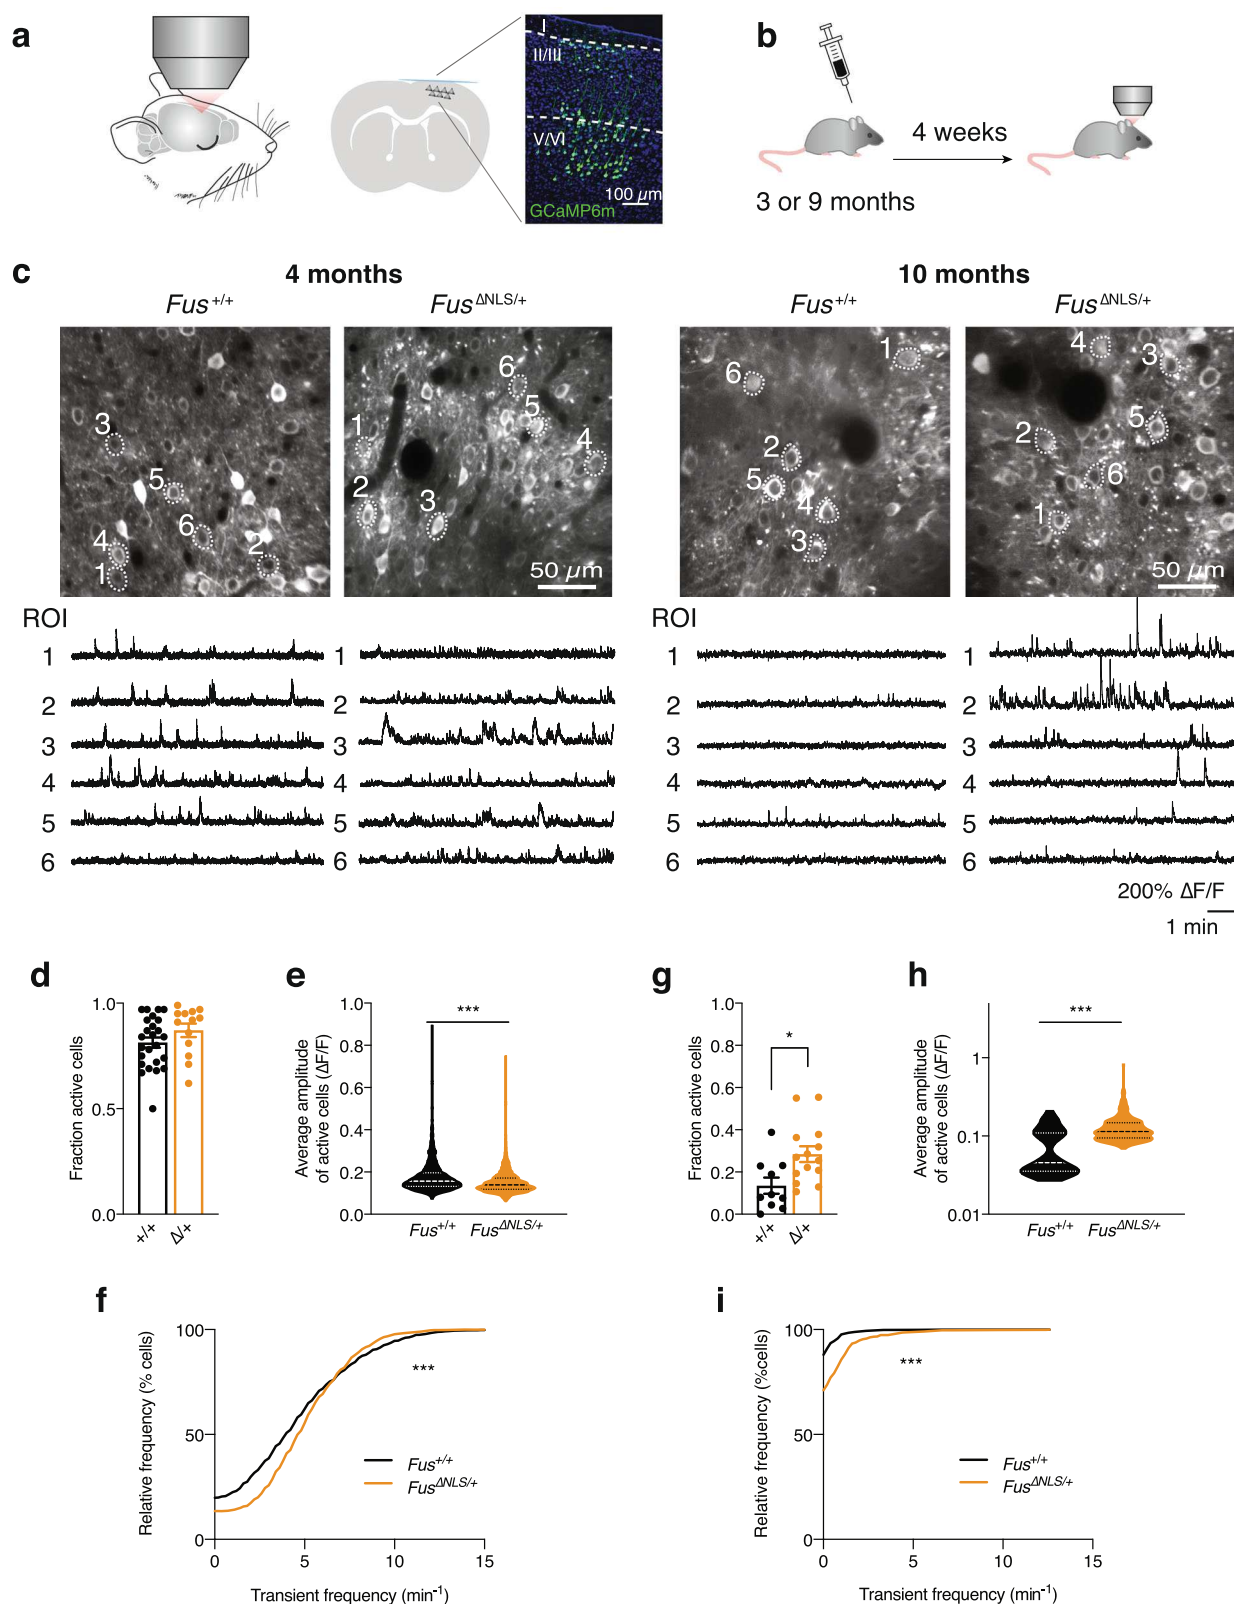 a
I
II/III
V/VI
100 µm
GCaMP6m
b
4 weeks
3 or 9 months
c
4 months
10 months
Fus+/+
FusΔNLS/+
Fus+/+
FusΔNLS/+
3
5
6
4
1
2
6
1
5
4
2
3
50 µm
1
6
2
5
4
3
4
3
5
2
6
1
50 µm
ROI
1
2
3
4
5
6
1
2
3
4
5
6
ROI
1
2
3
4
5
6
1
2
3
4
5
6
200% ΔF/F
1 min
d
Fraction active cells
1.0
0.5
0.0
+/+
Δ/+
e
Average amplitude
of active cells (ΔF/F)
1.0
0.8
0.6
0.4
0.2
0.0
***
Fus+/+
FusΔNLS/+
g
Fraction active cells
1.0
0.8
0.6
0.4
0.2
0.0
*
+/+
Δ/+
h
Average amplitude
of active cells (ΔF/F)
1
0.1
0.01
***
Fus+/+
FusΔNLS/+
f
Relative frequency (% cells)
100
50
0
***
Fus+/+
FusΔNLS/+
0
5
10
15
Transient frequency (min-1)
i
Relative frequency (%cells)
100
50
0
***
Fus+/+
FusΔNLS/+
0
5
10
15
Transient frequency (min-1)